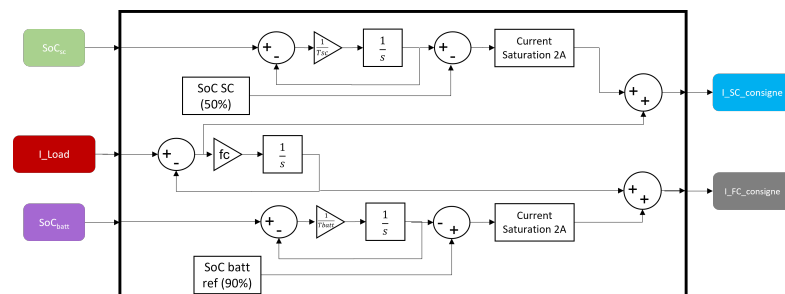 SoCsc
+
-
1
Tsc
1
s
+
-
Current
Saturation 2A
SoC SC
(50%)
+
+
I_SC_consigne
I_Load
+
-
fc
1
s
+
+
I_FC_consigne
SoCbatt
+
-
1
Tbatt
1
s
-
+
Current
Saturation 2A
SoC batt
ref (90%)